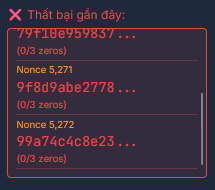 ❌ Thất bại gần đây:
79f10e959837...
(0/3 zeros)
Nonce 5,271
9f8d9abe2778...
(0/3 zeros)
Nonce 5,272
99a74c4c8e23...
(0/3 zeros)